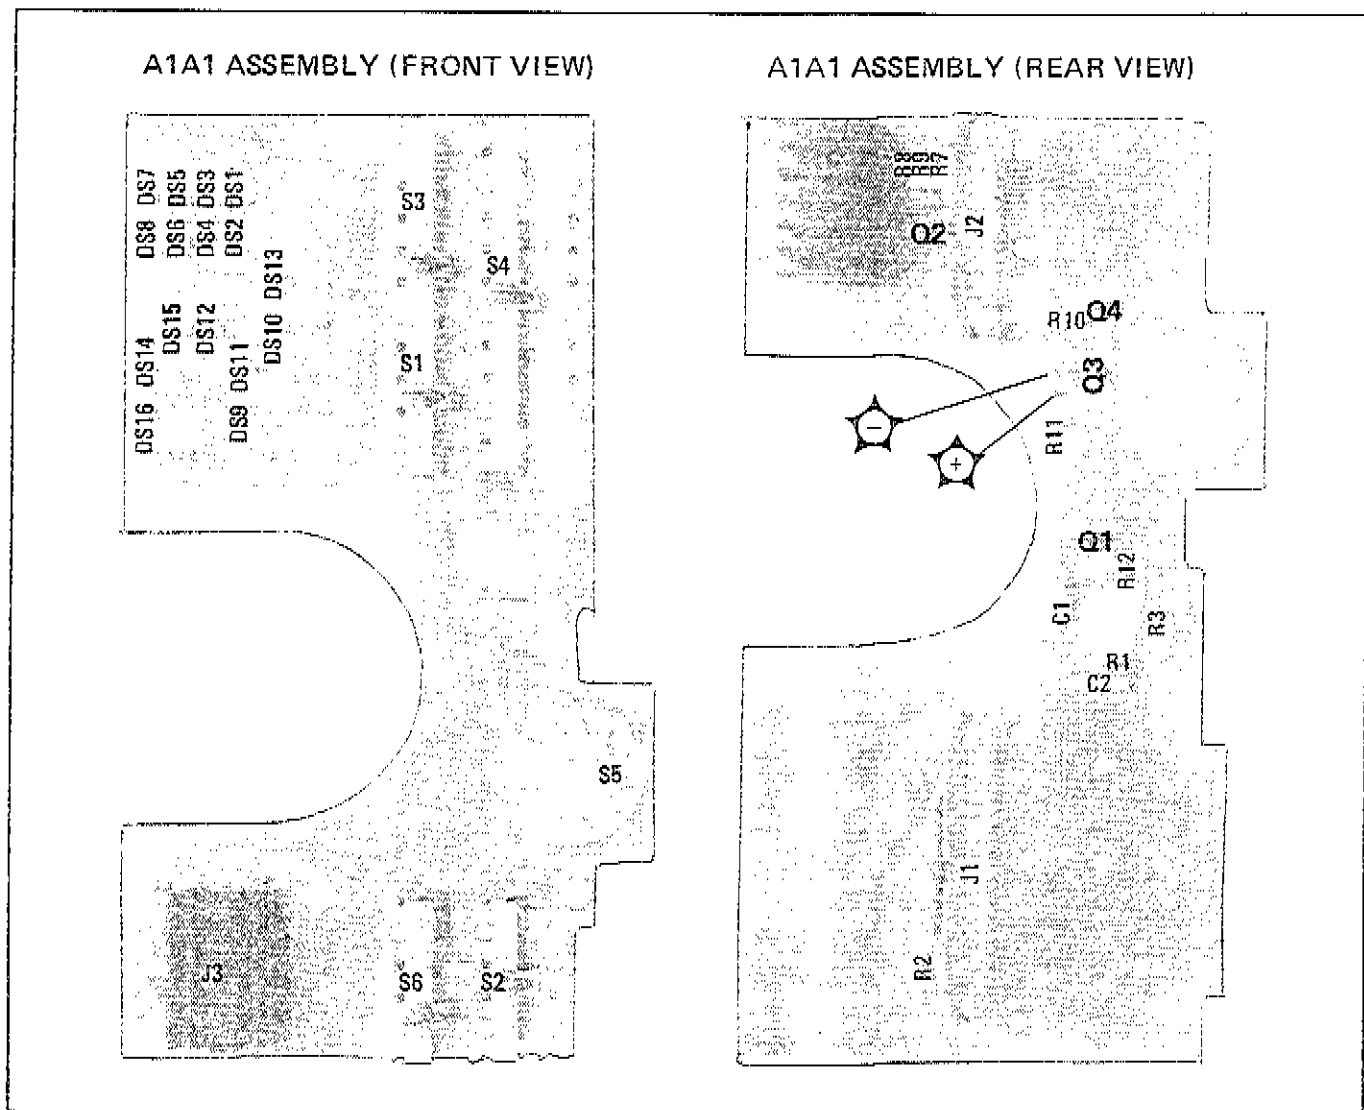 A1A1 ASSEMBLY (FRONT VIEW)
DS7 DS5 DS3 DS1
DS8 DS6 DS4 DS2
DS13
DS15 DS12
DS10
DS14
DS11
DS16
DS9
S3
S4
S1
S5
J3
S6
S2
A1A1 ASSEMBLY (REAR VIEW)
R8
R9
R7
Q2
J2
R10
Q4
Q3
−
R11
+
Q1
R12
C1
R3
R1
C2
J1
R2